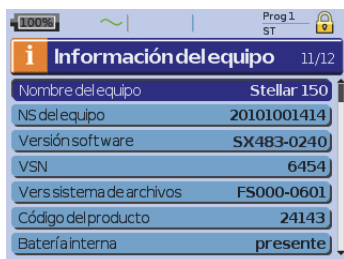 100%
Prog 1
ST
i Información del equipo 11/12
Nombre del equipo Stellar 150
NS del equipo 20101001414
Versión software SX483-0240
VSN 6454
Vers sistema de archivos FS000-0601
Código del producto 24143
Batería interna presente